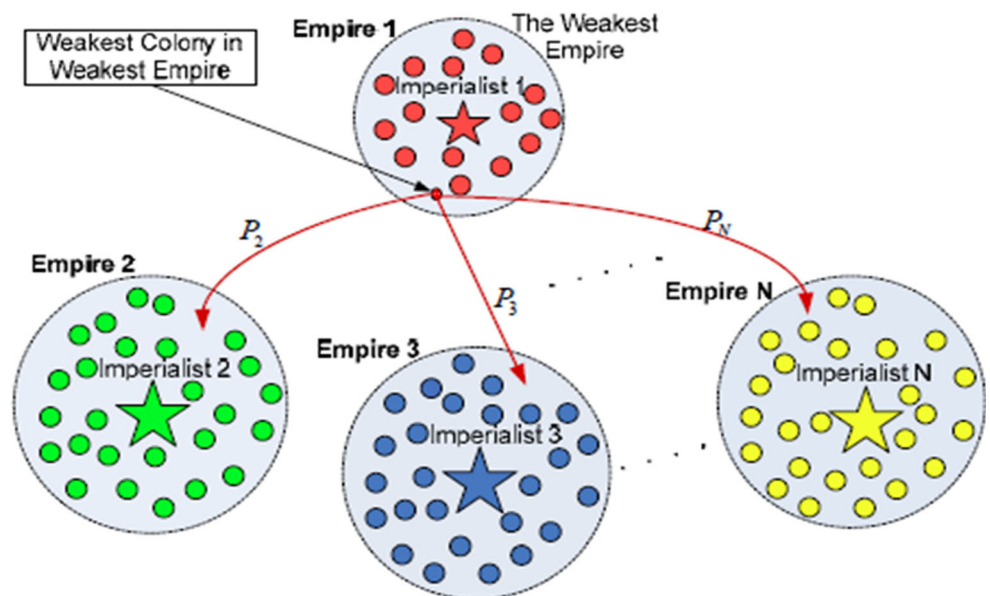 Empire 1
The Weakest
Empire
Weakest Colony in
Weakest Empire
Imperialist 1
P2
P3
PN
Empire 2
Imperialist 2
Empire 3
Imperialist 3
Empire N
Imperialist N